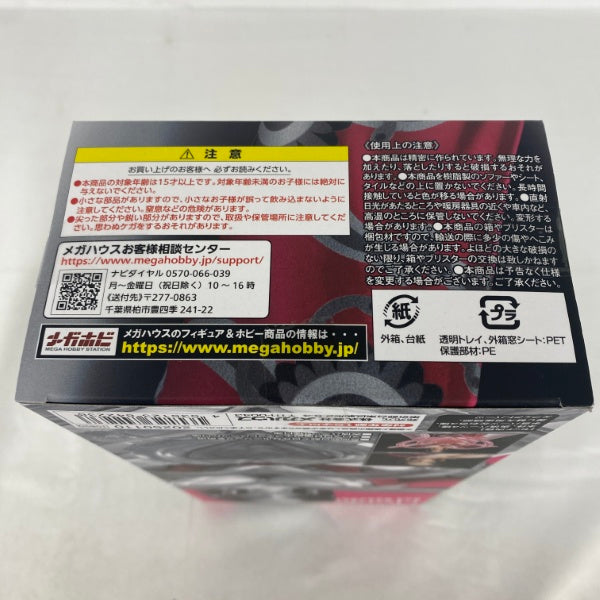 ⚠ 注意
お買い上げのお客様へ 必ずお読みください。
●本商品の対象年齢は15才以上です。対象年齢未満のお子様には絶対に
与えないでください。
●小さな部品がありますので、小さなお子様が誤って飲み込まないように
注意してください。窒息などの危険があります。
●尖った部分や鋭い部分がありますので、取扱や保管場所に注意してくだ
さい。思わぬケガをするおそれがあります。
メガハウスお客様相談センター
https://www.megahobby.jp/support/
ナビダイヤル 0570-066-039
月〜金曜日(祝日除く)10〜16時
《送付先》〒277-0863
千葉県柏市豊四季 241-22
メガホビ
MEGA HOBBY STATION
メガハウスのフィギュア&ホビー商品の情報は・・・
https://www.megahobby.jp/
〈使用上の注意〉
●本商品は精密に作られています。無理な力を
加えたり、落としたりすると破損する場合があ
ります。●本商品を樹脂製のソファーやシート、
タイルなどの上に置かないでください。長時間
接触していると色が移る場合があります。●直射
日光があたるところや暖房器具の近くや車内など、
高温のところに保管しないでください。変形する
場合があります。●本商品の箱やブリスターは
梱包材ですので、輸送の際に多少の傷やへこみ
が生じる場合があります。よほどの大きな破損の
ない限り、箱やブリスターの交換は致しかねます
のでご了承ください。●本商品は予告なく仕様
を変更する場合がございます。ご了承ください。
紙
外箱、台紙
プラ
透明トレイ、外箱窓シート:PET
保護部材:PE